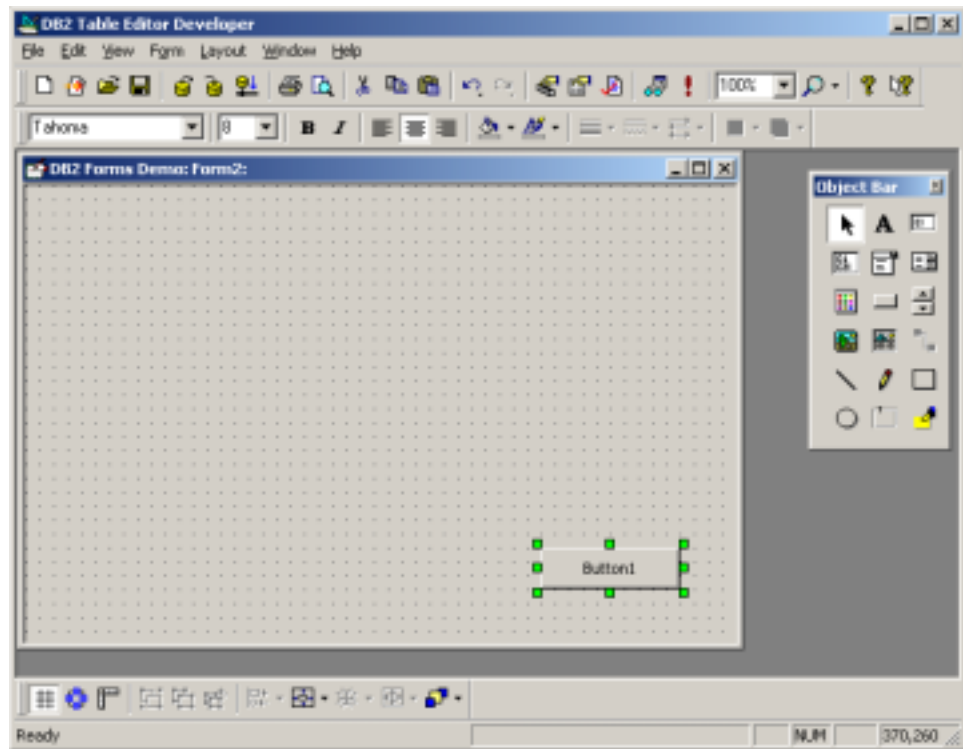 DB2 Table Editor Developer
File Edit View Form Layout Window Help
100%
Tahoma 8 B I
DB2 Forms Demo: Form2:
Object Bar
A
Button1
Ready NUM 370,260